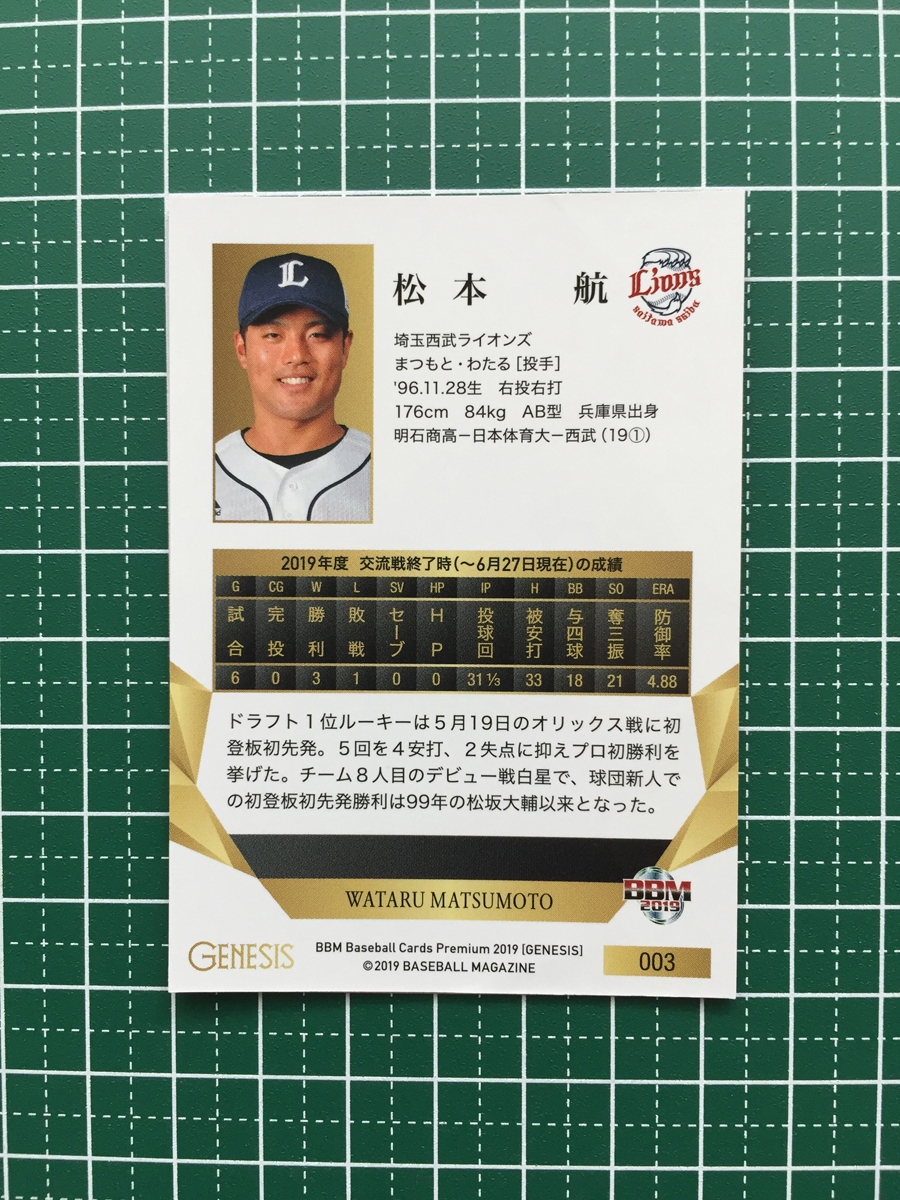 L
松本 航
Lions
saitama seibu
埼玉西武ライオンズ
まつもと・わたる［投手］
'96.11.28生 右投右打
176cm 84kg AB型 兵庫県出身
明石商高－日本体育大－西武（19①）
2019年度 交流戦終了時（～6月27日現在）の成績
G CG W L SV HP IP H BB SO ERA
試合 完投 勝利 敗戦 セーブ HP 投球回 被安打 与四球 奪三振 防御率
6 0 3 1 0 0 31 1/3 33 18 21 4.88
ドラフト１位ルーキーは５月19日のオリックス戦に初
登板初先発。５回を４安打、２失点に抑えプロ初勝利を
挙げた。チーム８人目のデビュー戦白星で、球団新人で
の初登板初先発勝利は99年の松坂大輔以来となった。
WATARU MATSUMOTO
BBM
2019
GENESIS
BBM Baseball Cards Premium 2019 [GENESIS]
©2019 BASEBALL MAGAZINE
003